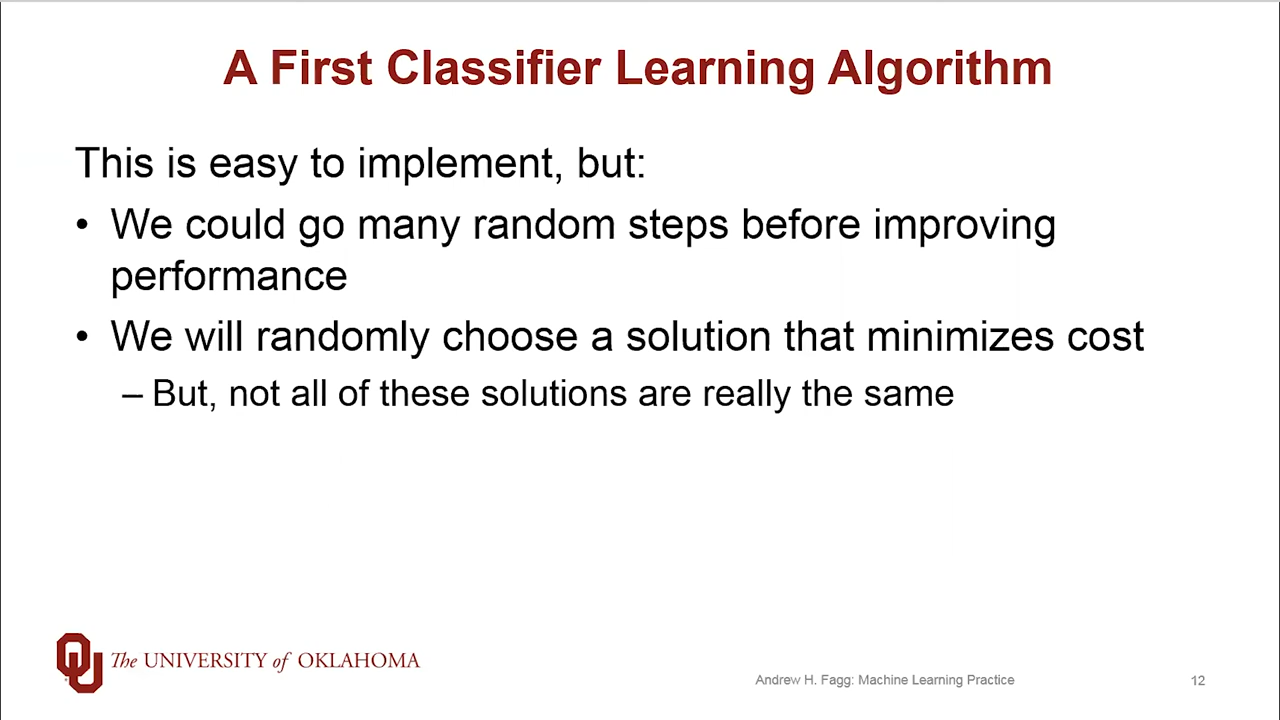 A First Classifier Learning Algorithm
This is easy to implement, but:
• We could go many random steps before improving
performance
• We will randomly choose a solution that minimizes cost
– But, not all of these solutions are really the same
The UNIVERSITY of OKLAHOMA
Andrew H. Fagg: Machine Learning Practice
12